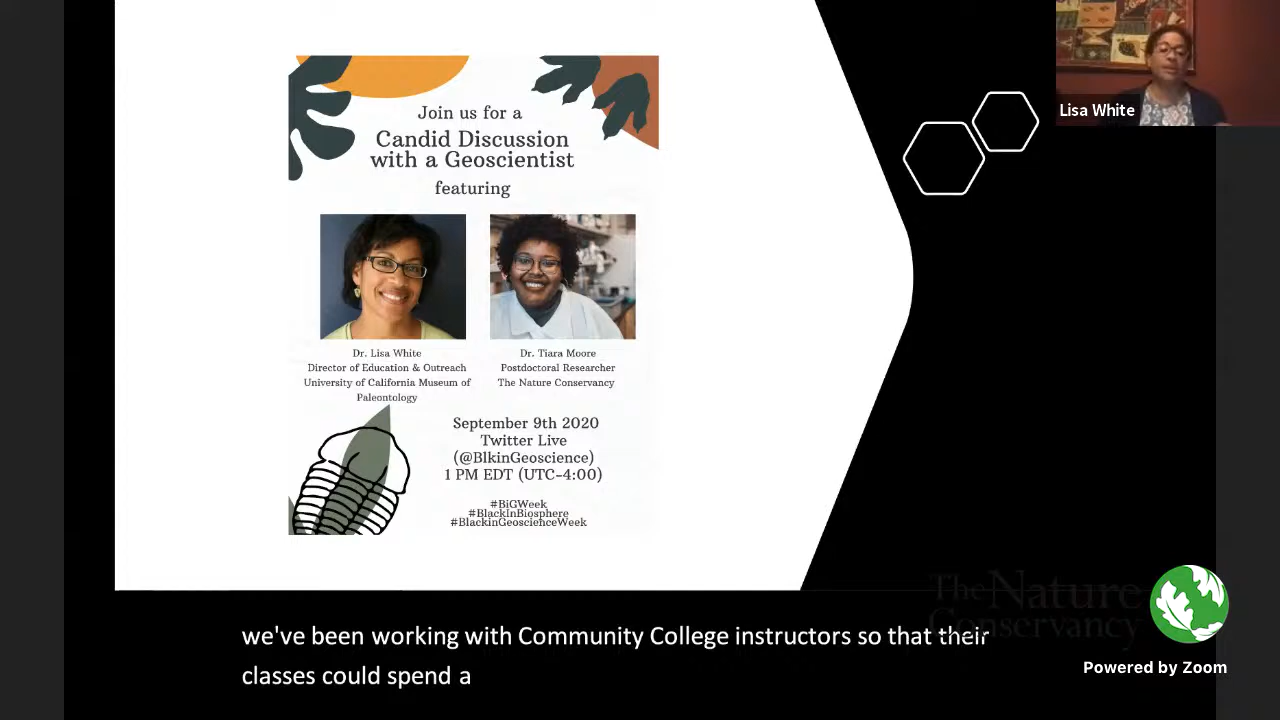 Join us for a
Candid Discussion
with a Geoscientist
featuring
Dr. Lisa White
Director of Education & Outreach
University of California Museum of
Paleontology
Dr. Tiara Moore
Postdoctoral Researcher
The Nature Conservancy
September 9th 2020
Twitter Live
(@BlkinGeoscience)
1 PM EDT (UTC-4:00)
#BiGWeek
#BlackInBiosphere
#BlackinGeoscienceWeek
Lisa White
The Nature
Conservancy
Powered by Zoom
we've been working with Community College instructors so that their
classes could spend a